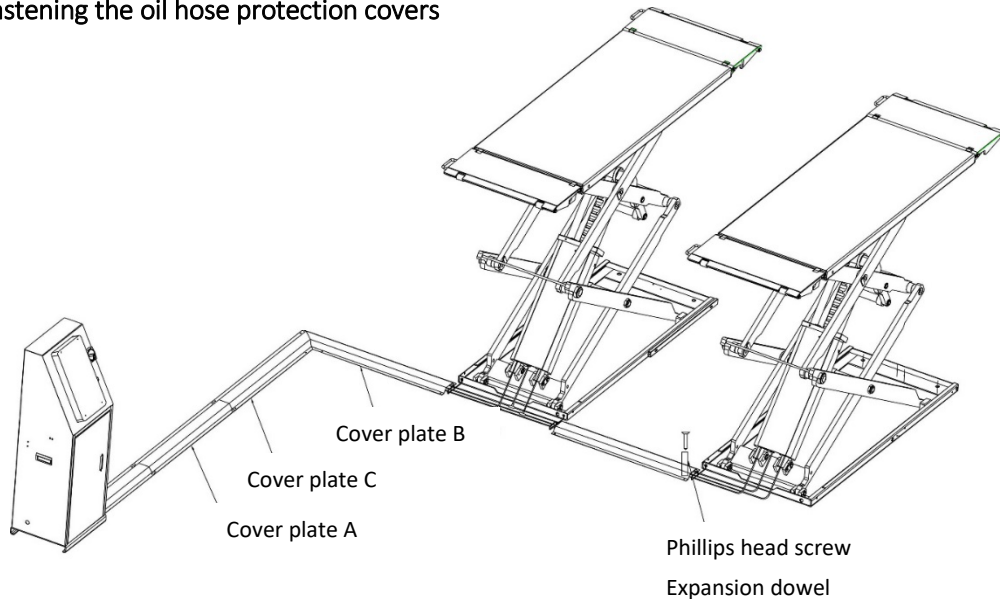 astening the oil hose protection covers
Cover plate B
Cover plate C
Cover plate A
Phillips head screw
Expansion dowel